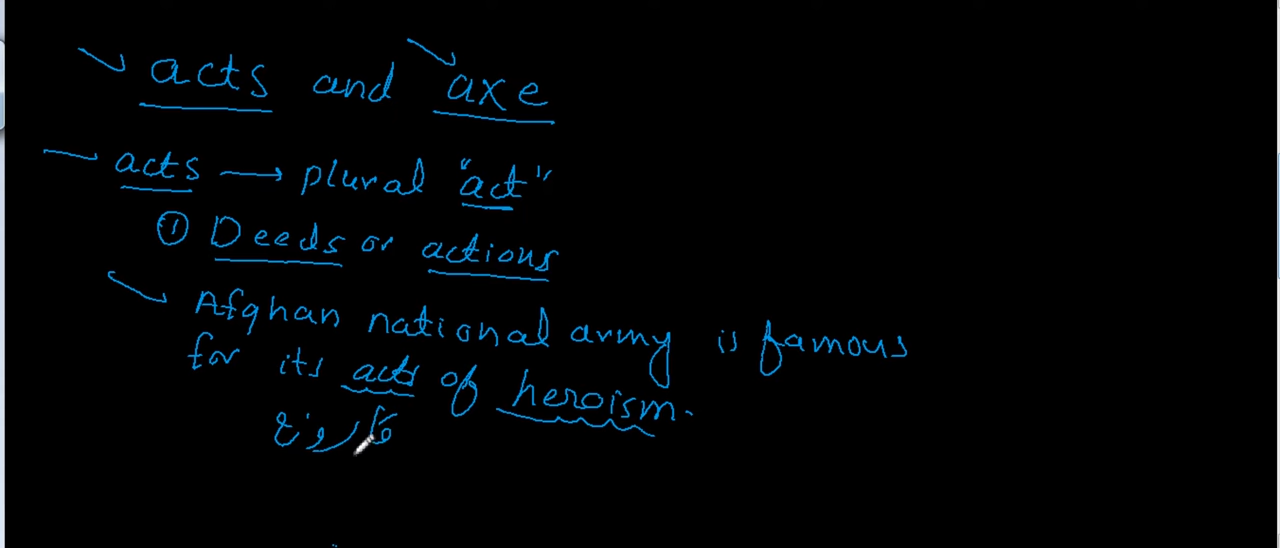 acts and axe
acts → plural "act"
① Deeds or actions
Afghan national army is famous
for its acts of heroism.